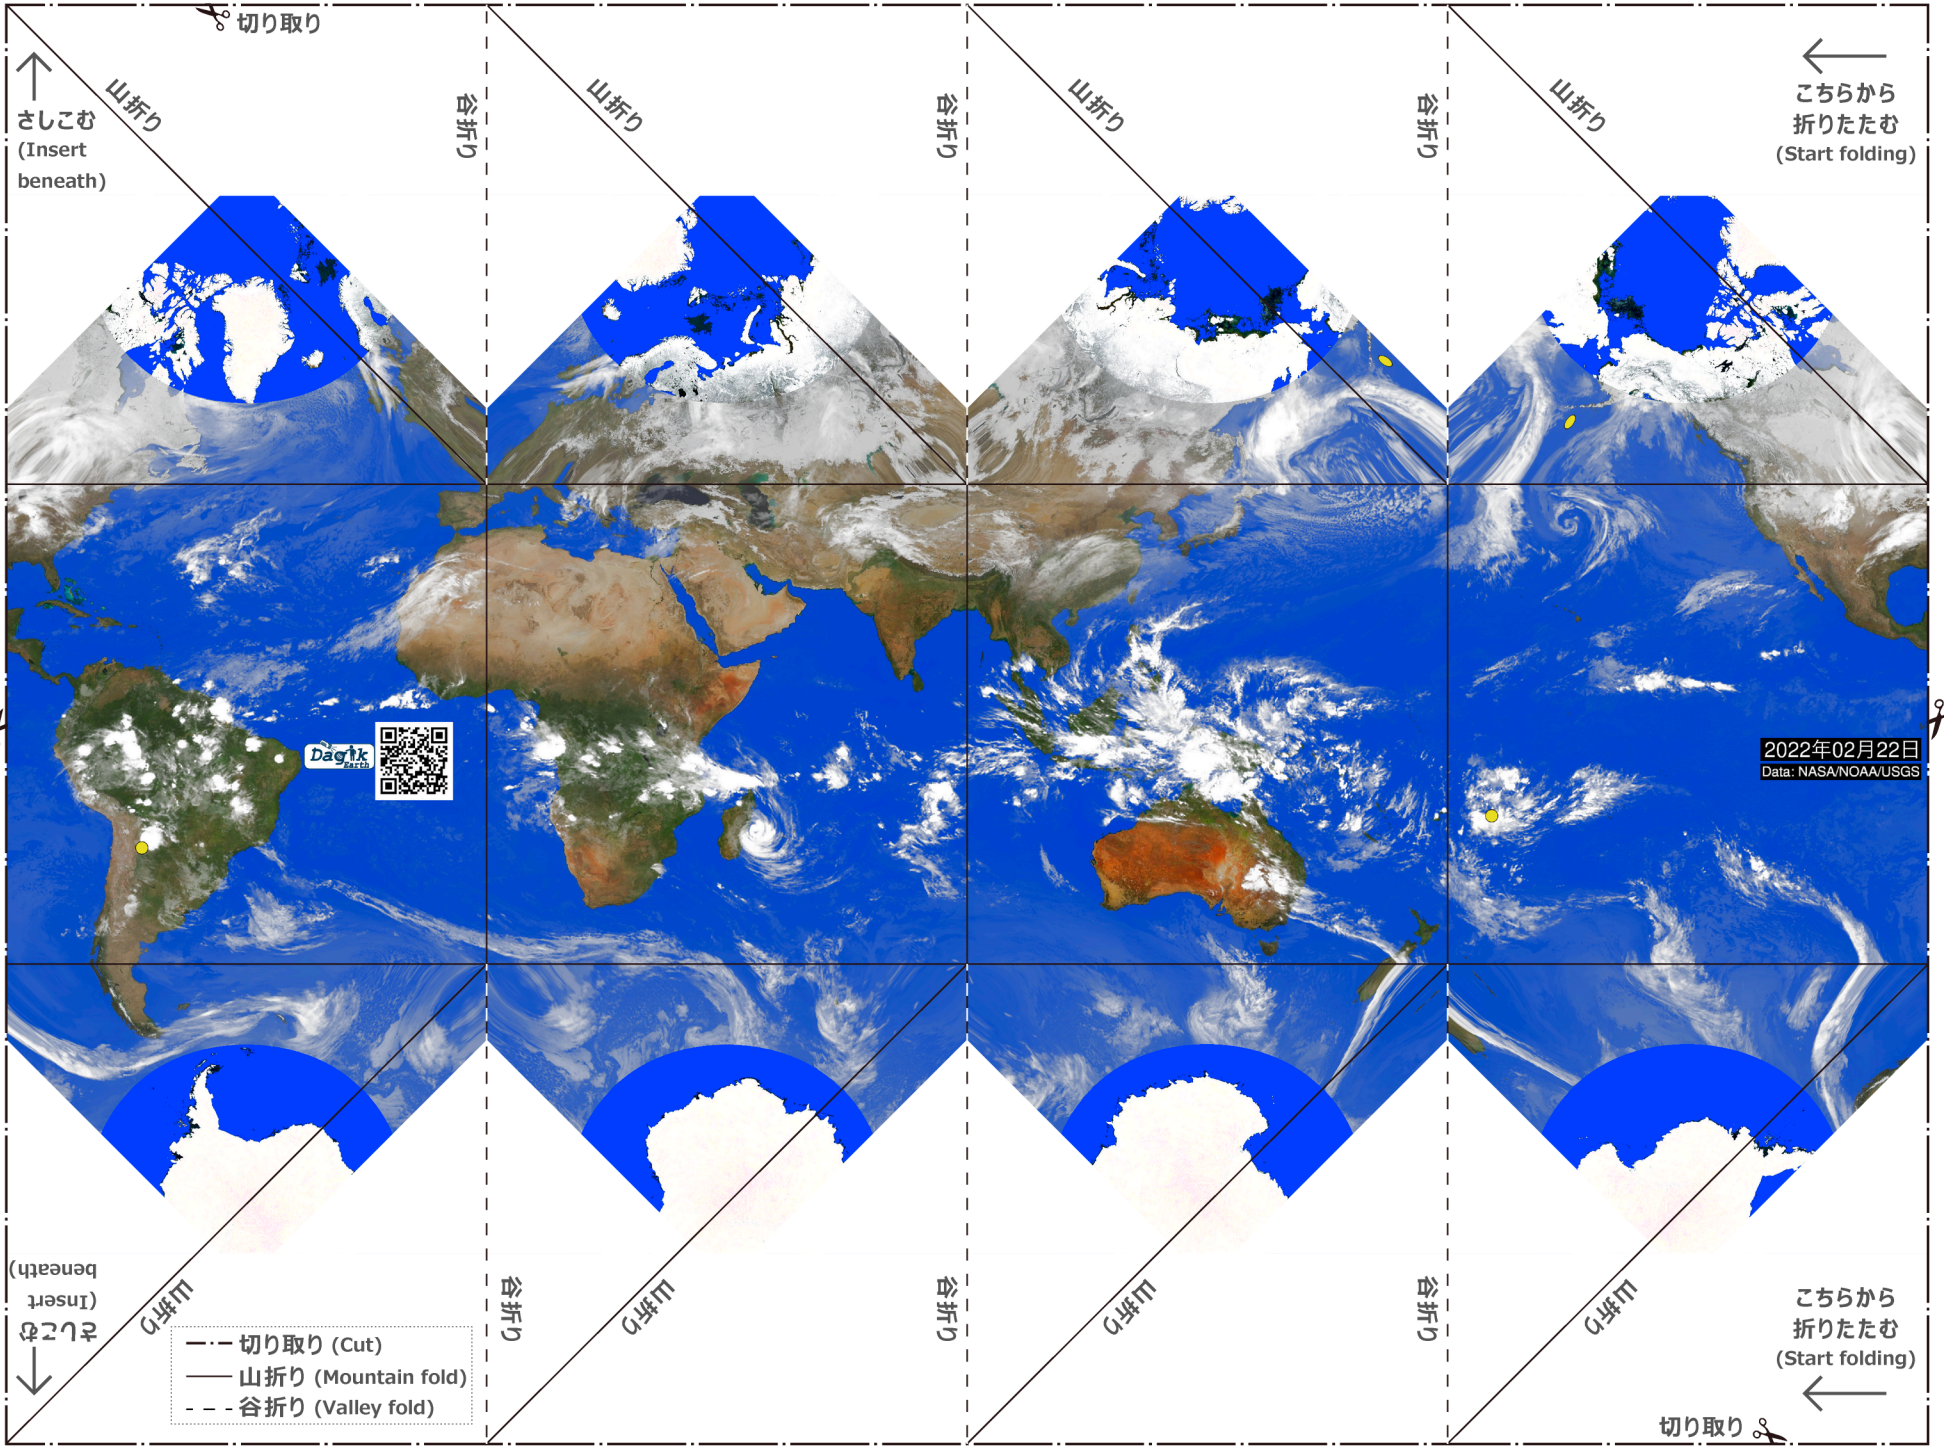 切り取り
山折り
谷折り
山折り
谷折り
山折り
谷折り
山折り
さしこむ
(Insert
beneath)
こちらから
折りたたむ
(Start folding)
Dagik
Earth
2022年02月22日
Data: NASA/NOAA/USGS
さしこむ
(Insert
beneath)
山折り
谷折り
山折り
谷折り
山折り
谷折り
山折り
切り取り (Cut)
山折り (Mountain fold)
谷折り (Valley fold)
こちらから
折りたたむ
(Start folding)
切り取り